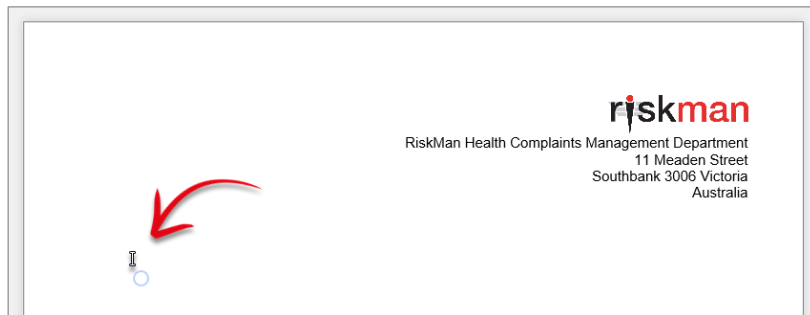 riskman
RiskMan Health Complaints Management Department
11 Meaden Street
Southbank 3006 Victoria
Australia